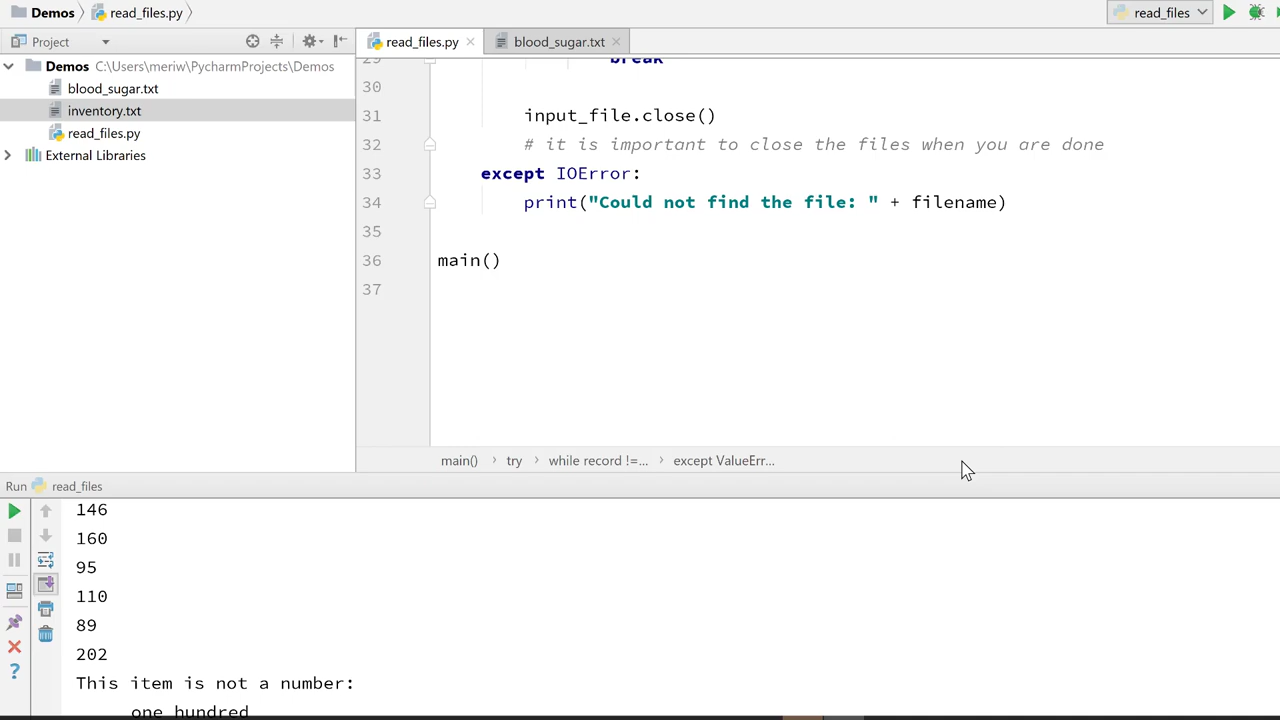 Demos read_files.py read_files
Project read_files.py blood_sugar.txt
Demos C:\Users\meriw\PycharmProjects\Demos
blood_sugar.txt
inventory.txt
read_files.py
External Libraries
29 break
30
31 input_file.close()
32 # it is important to close the files when you are done
33 except IOError:
34 print("Could not find the file: " + filename)
35
36 main()
37
main() try while record !=... except ValueErr...
Run read_files
146
160
95
110
89
202
This item is not a number:
one hundred